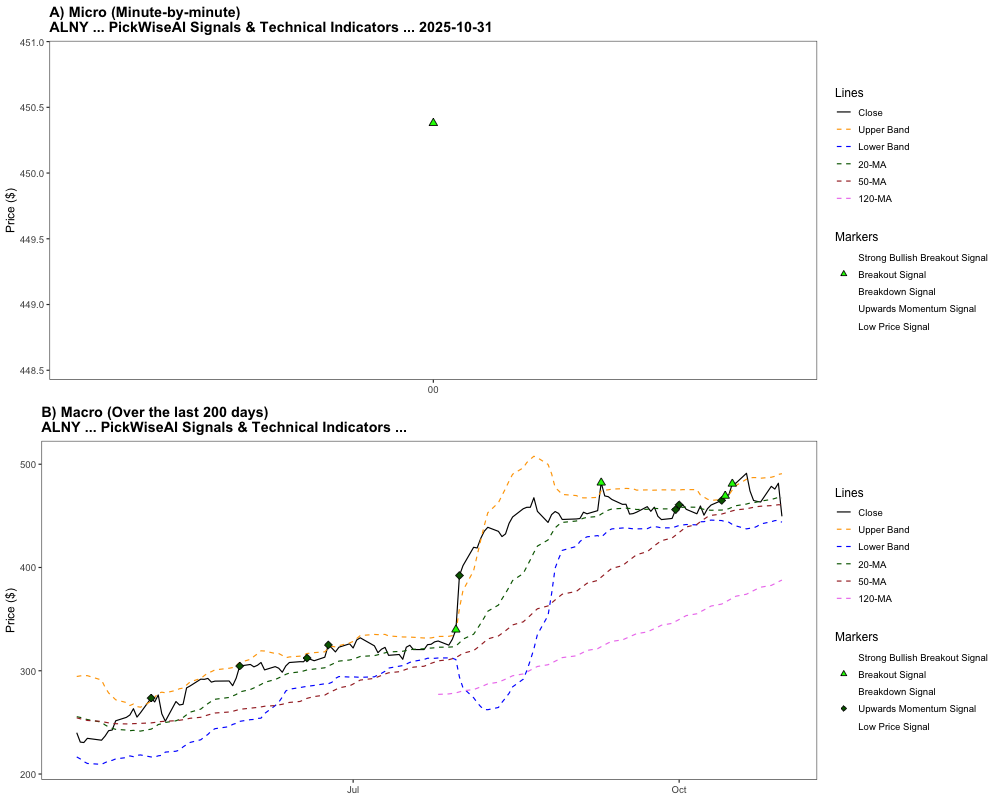 A) Micro (Minute-by-minute)
ALNY ... PickWiseAI Signals & Technical Indicators ... 2025-10-31
451.0
450.5
450.0
449.5
449.0
448.5
Price ($)
00
Lines
Close
Upper Band
Lower Band
20-MA
50-MA
120-MA
Markers
Strong Bullish Breakout Signal
Breakout Signal
Breakdown Signal
Upwards Momentum Signal
Low Price Signal
B) Macro (Over the last 200 days)
ALNY ... PickWiseAI Signals & Technical Indicators ...
500
400
300
200
Price ($)
Jul
Oct
Lines
Close
Upper Band
Lower Band
20-MA
50-MA
120-MA
Markers
Strong Bullish Breakout Signal
Breakout Signal
Breakdown Signal
Upwards Momentum Signal
Low Price Signal